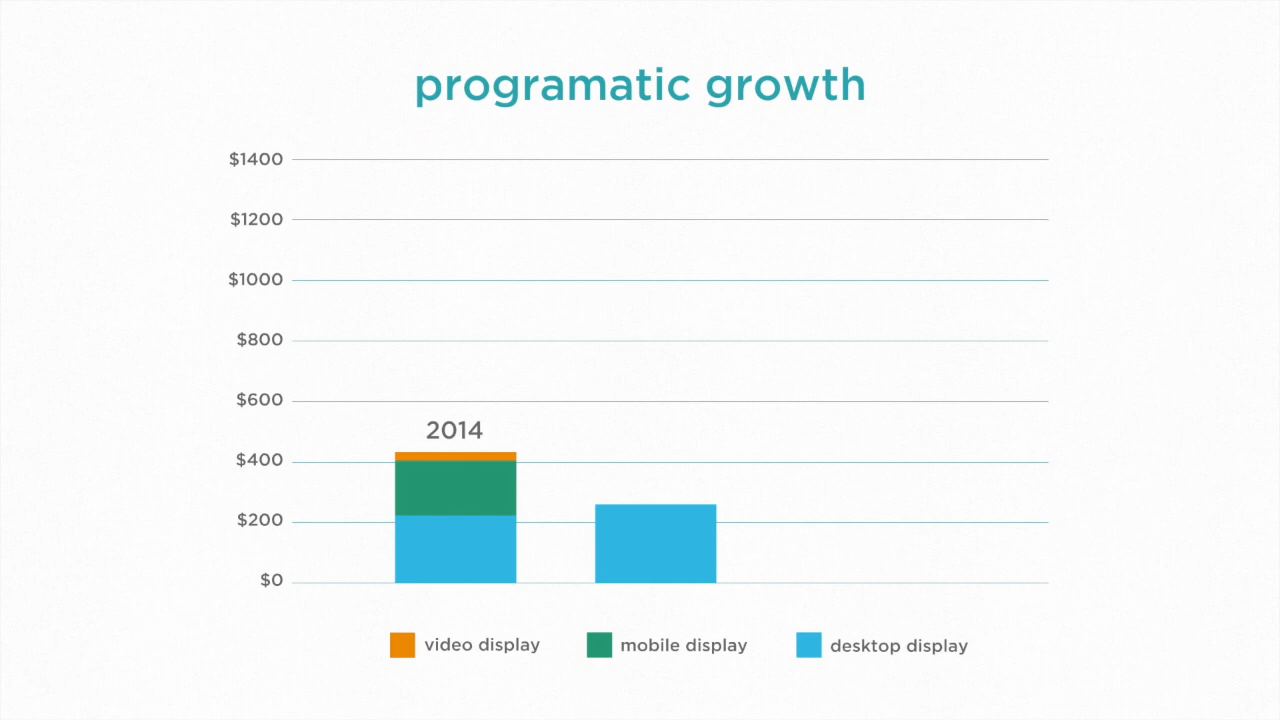 programatic growth
$1400
$1200
$1000
$800
$600
2014
$400
$200
$0
video display
mobile display
desktop display